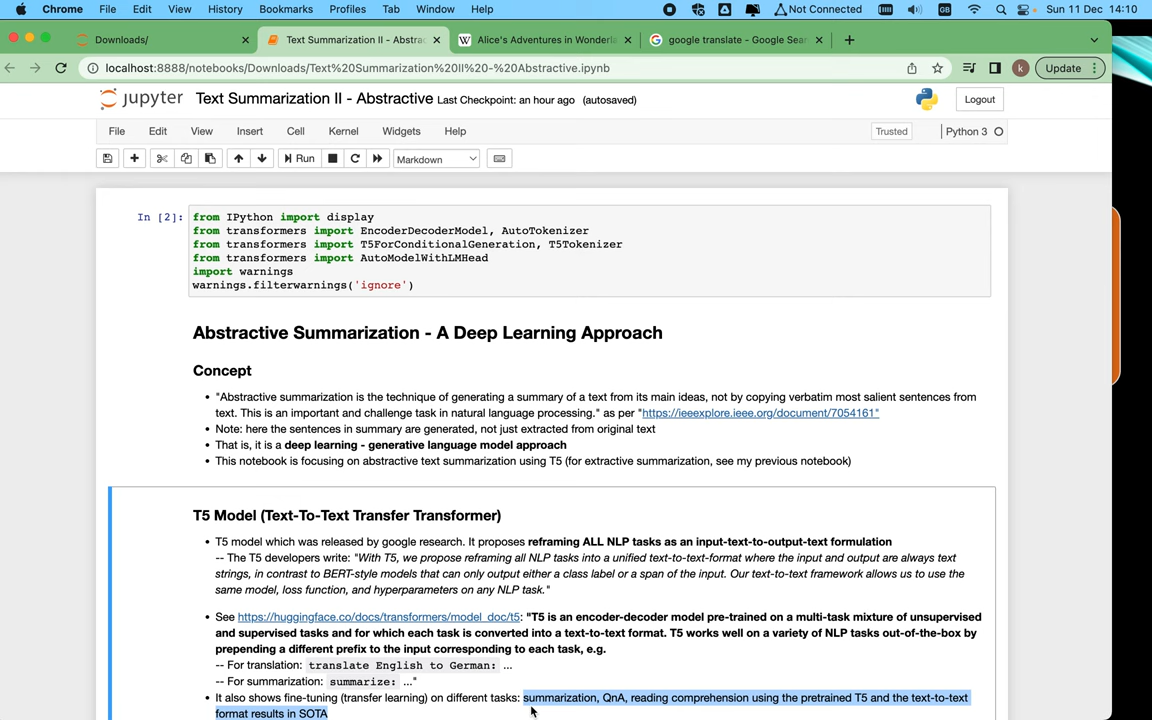 Chrome File Edit View History Bookmarks Profiles Tab Window Help Not Connected GB Sun 11 Dec 14:10
Downloads/ Text Summarization II - Abstrac Alice's Adventures in Wonderla google translate - Google Sear
localhost:8888/notebooks/Downloads/Text%20Summarization%20II%20-%20Abstractive.ipynb k Update
jupyter Text Summarization II - Abstractive Last Checkpoint: an hour ago (autosaved) Logout
File Edit View Insert Cell Kernel Widgets Help Trusted Python 3
Run Markdown
In [2]: from IPython import display
from transformers import EncoderDecoderModel, AutoTokenizer
from transformers import T5ForConditionalGeneration, T5Tokenizer
from transformers import AutoModelWithLMHead
import warnings
warnings.filterwarnings('ignore')
Abstractive Summarization - A Deep Learning Approach
Concept
• "Abstractive summarization is the technique of generating a summary of a text from its main ideas, not by copying verbatim most salient sentences from
text. This is an important and challenge task in natural language processing." as per "https://ieeexplore.ieee.org/document/7054161"
• Note: here the sentences in summary are generated, not just extracted from original text
• That is, it is a deep learning - generative language model approach
• This notebook is focusing on abstractive text summarization using T5 (for extractive summarization, see my previous notebook)
T5 Model (Text-To-Text Transfer Transformer)
• T5 model which was released by google research. It proposes reframing ALL NLP tasks as an input-text-to-output-text formulation
-- The T5 developers write: "With T5, we propose reframing all NLP tasks into a unified text-to-text-format where the input and output are always text
strings, in contrast to BERT-style models that can only output either a class label or a span of the input. Our text-to-text framework allows us to use the
same model, loss function, and hyperparameters on any NLP task."
• See https://huggingface.co/docs/transformers/model_doc/t5: "T5 is an encoder-decoder model pre-trained on a multi-task mixture of unsupervised
and supervised tasks and for which each task is converted into a text-to-text format. T5 works well on a variety of NLP tasks out-of-the-box by
prepending a different prefix to the input corresponding to each task, e.g.
-- For translation: translate English to German: ...
-- For summarization: summarize: ..."
• It also shows fine-tuning (transfer learning) on different tasks: summarization, QnA, reading comprehension using the pretrained T5 and the text-to-text
format results in SOTA